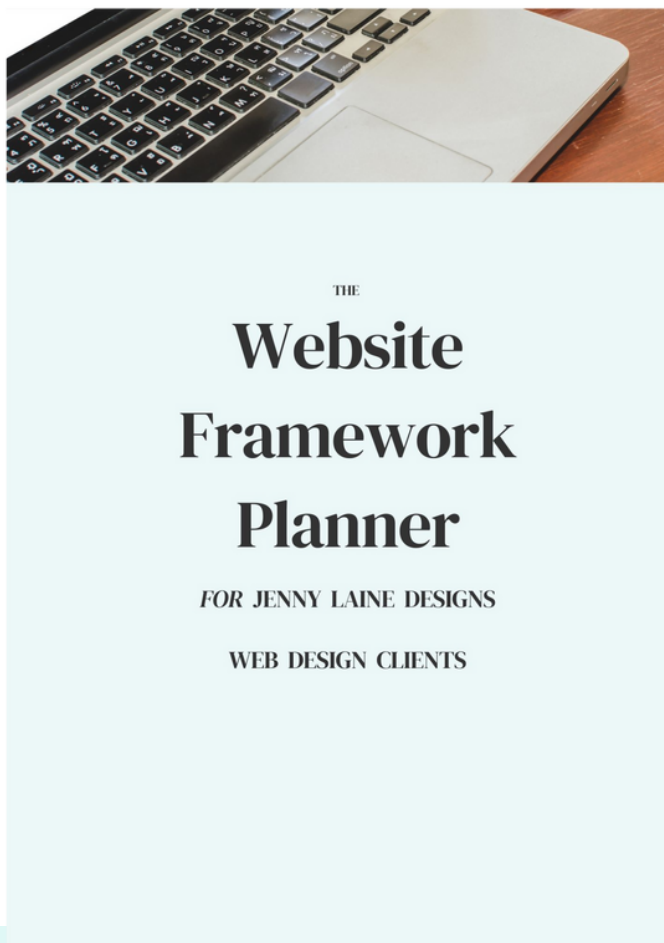 THE
Website
Framework
Planner
FOR JENNY LAINE DESIGNS
WEB DESIGN CLIENTS